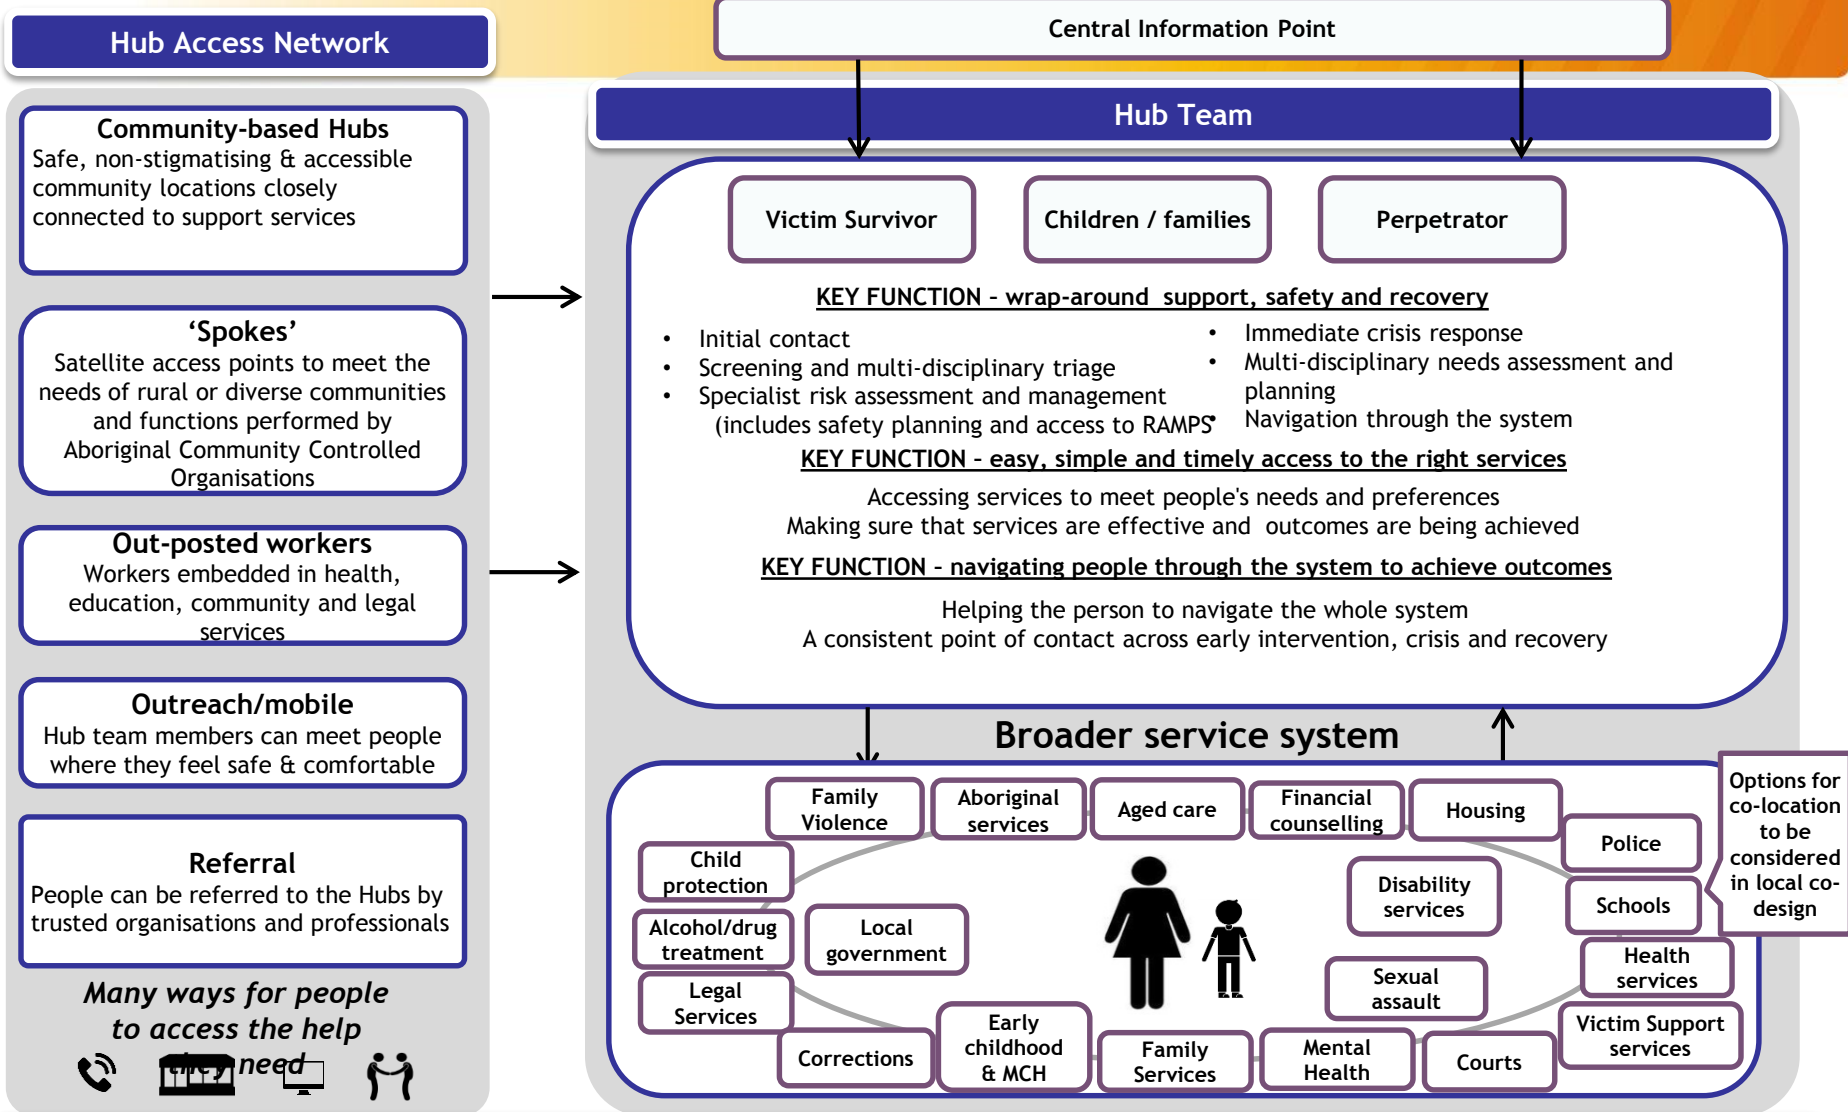 Hub Access Network
Central Information Point
Hub Team
Community-based Hubs
Safe, non-stigmatising & accessible
community locations closely
connected to support services
‘Spokes’
Satellite access points to meet the
needs of rural or diverse communities
and functions performed by
Aboriginal Community Controlled
Organisations
Out-posted workers
Workers embedded in health,
education, community and legal
services
Outreach/mobile
Hub team members can meet people
where they feel safe & comfortable
Referral
People can be referred to the Hubs by
trusted organisations and professionals
Many ways for people
to access the help
they need
Victim Survivor
Children / families
Perpetrator
KEY FUNCTION – wrap-around support, safety and recovery
• Initial contact
• Screening and multi-disciplinary triage
• Specialist risk assessment and management
(includes safety planning and access to RAMPS
• Immediate crisis response
• Multi-disciplinary needs assessment and
planning
• Navigation through the system
KEY FUNCTION – easy, simple and timely access to the right services
Accessing services to meet people's needs and preferences
Making sure that services are effective and outcomes are being achieved
KEY FUNCTION – navigating people through the system to achieve outcomes
Helping the person to navigate the whole system
A consistent point of contact across early intervention, crisis and recovery
Broader service system
Family
Violence
Aboriginal
services
Aged care
Financial
counselling
Housing
Police
Options for
co-location
to be
considered
in local co-
design
Child
protection
Disability
services
Schools
Alcohol/drug
treatment
Local
government
Health
services
Legal
Services
Sexual
assault
Victim Support
services
Corrections
Early
childhood
& MCH
Family
Services
Mental
Health
Courts